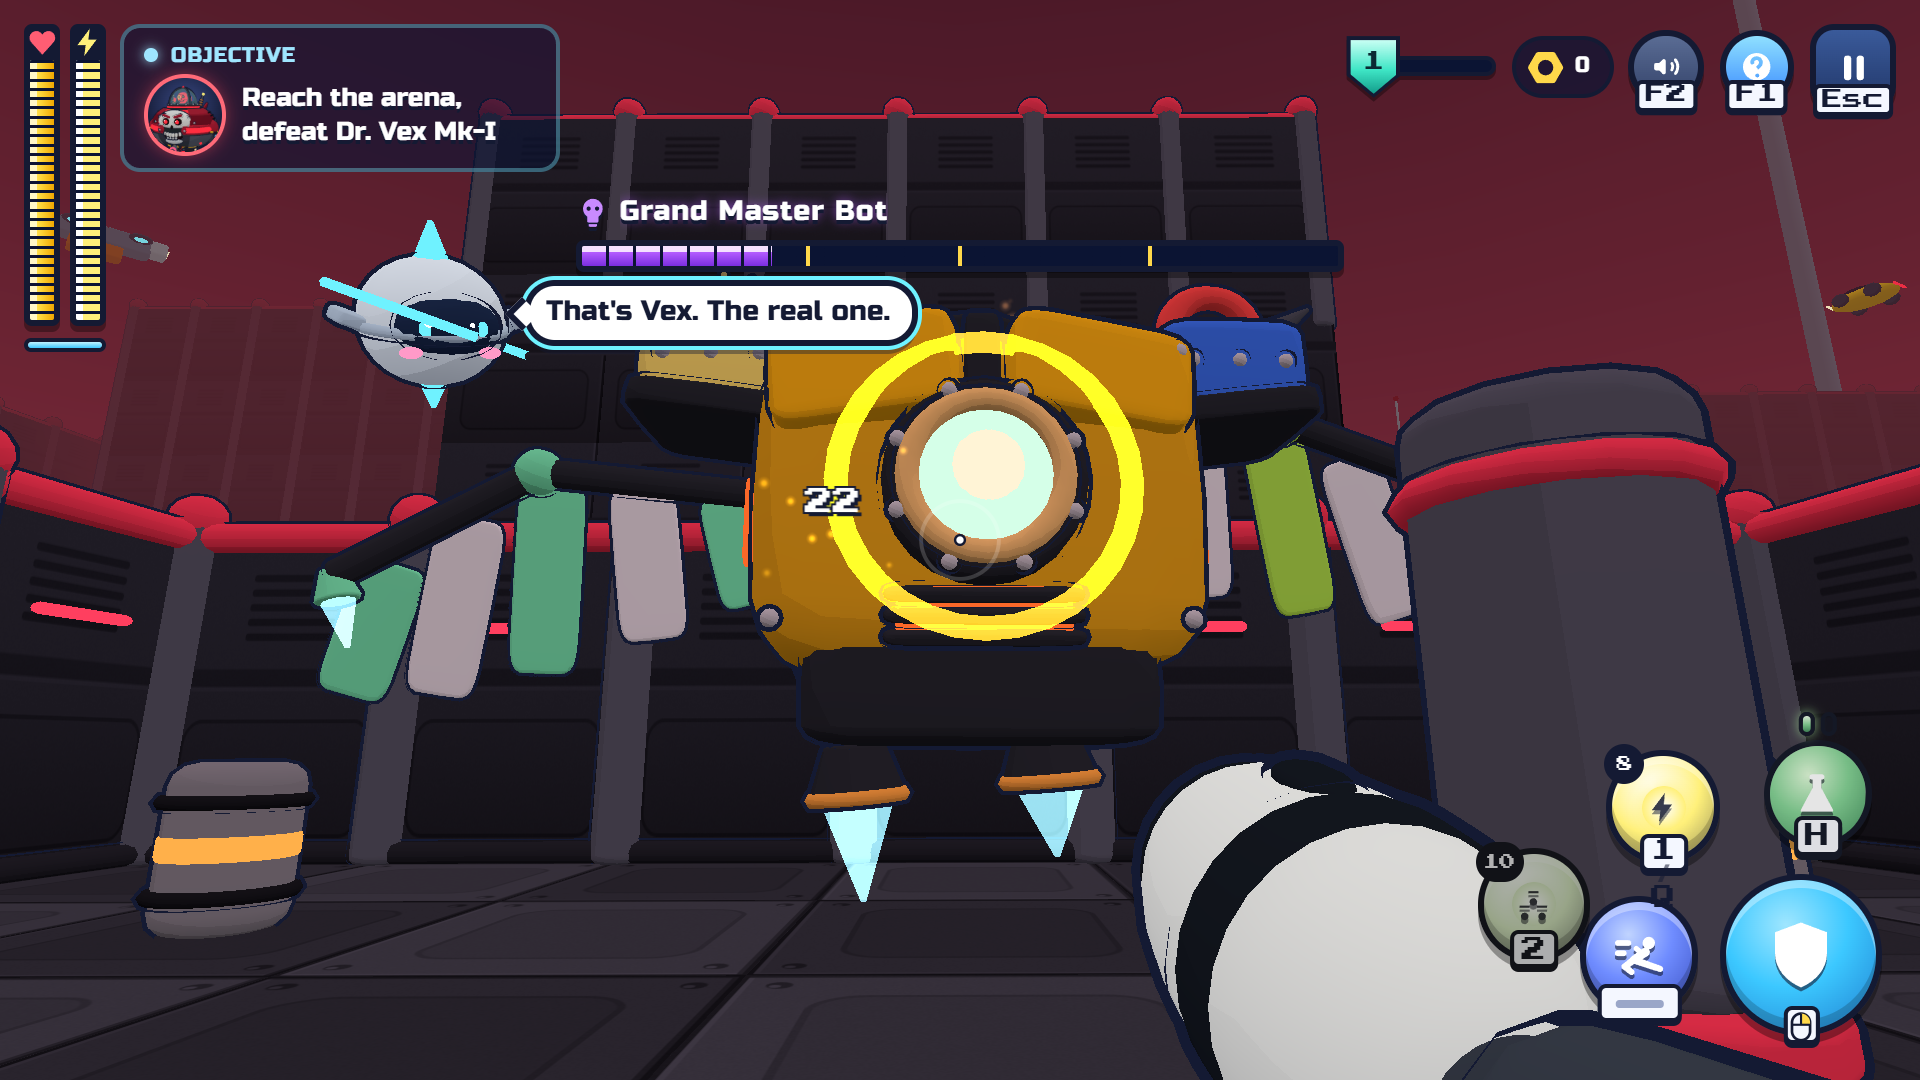 OBJECTIVE
Reach the arena,
defeat Dr. Vex Mk-I
1
0
F2
F1
Esc
Grand Master Bot
That's Vex. The real one.
22
8
1
H
10
2
Q
0